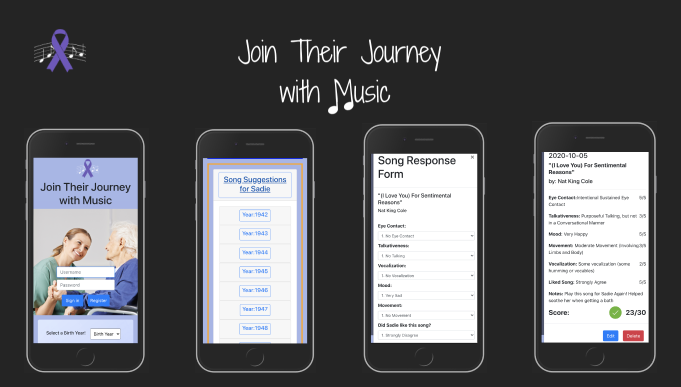 Join Their Journey
with Music
Join Their Journey
with Music
Username
Password
Sign In
Register
Select a Birth Year!
Birth Year
Song Suggestions
for Sadie
Year:1942
Year:1943
Year:1944
Year:1945
Year:1946
Year:1947
Year:1948
Song Response
Form
×
"(I Love You) For Sentimental
Reasons"
Nat King Cole
Eye Contact:
1 No Eye Contact
Talkativeness:
1 No Talking
Vocalization:
1 No Vocalization
Mood:
1 Very Sad
Movement:
1 No Movement
Did Sadie like this song?
1 Strongly Disagree
2020-10-05
"(I Love You) For Sentimental
Reasons"
by: Nat King Cole
Eye Contact:Intentional Sustained Eye 5/5
Contact
Talkativeness: Purposeful Talking, but not 3/5
in a Conversational Manner
Mood: Very Happy 5/5
Movement: Moderate Movement (Involving 3/5
Limbs and Body)
Vocalization: Some vocalization (some 2/5
humming or vocables)
Liked Song: Strongly Agree 5/5
Notes: Play this for Sadie Again! Helped
soothe her when getting a bath
Score: 23/30
Edit
Delete